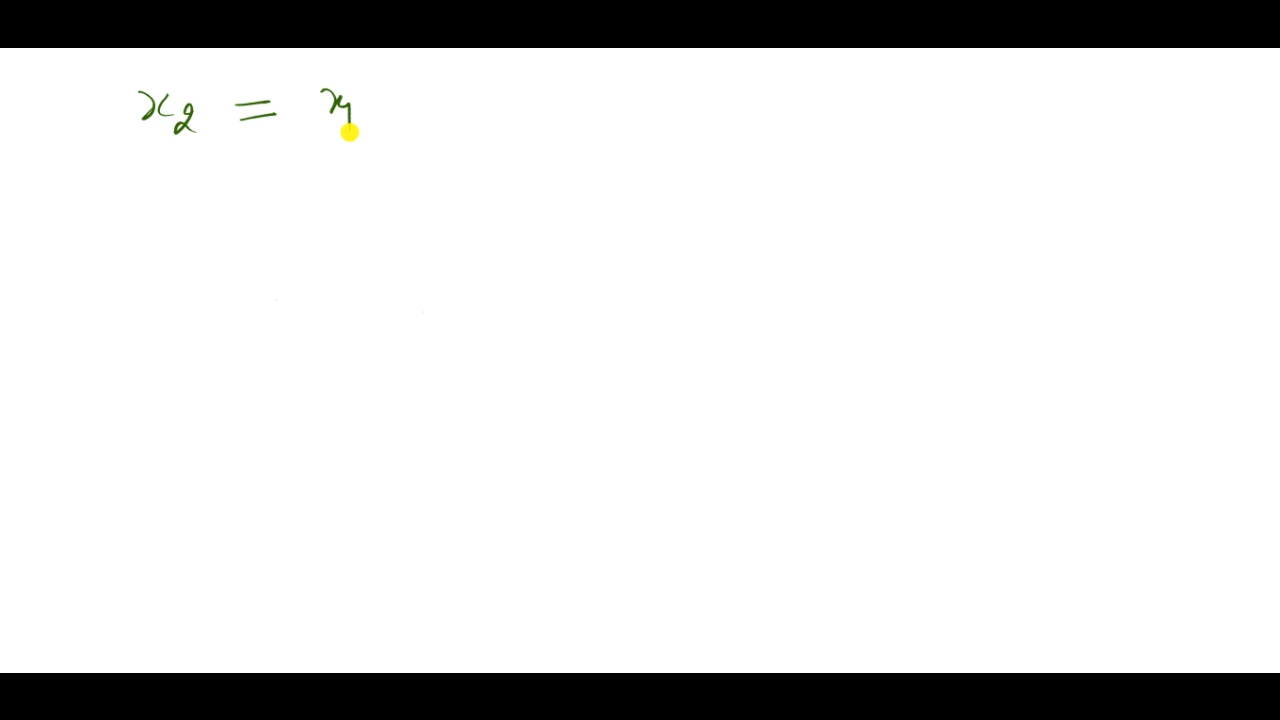 x₂ = x₁